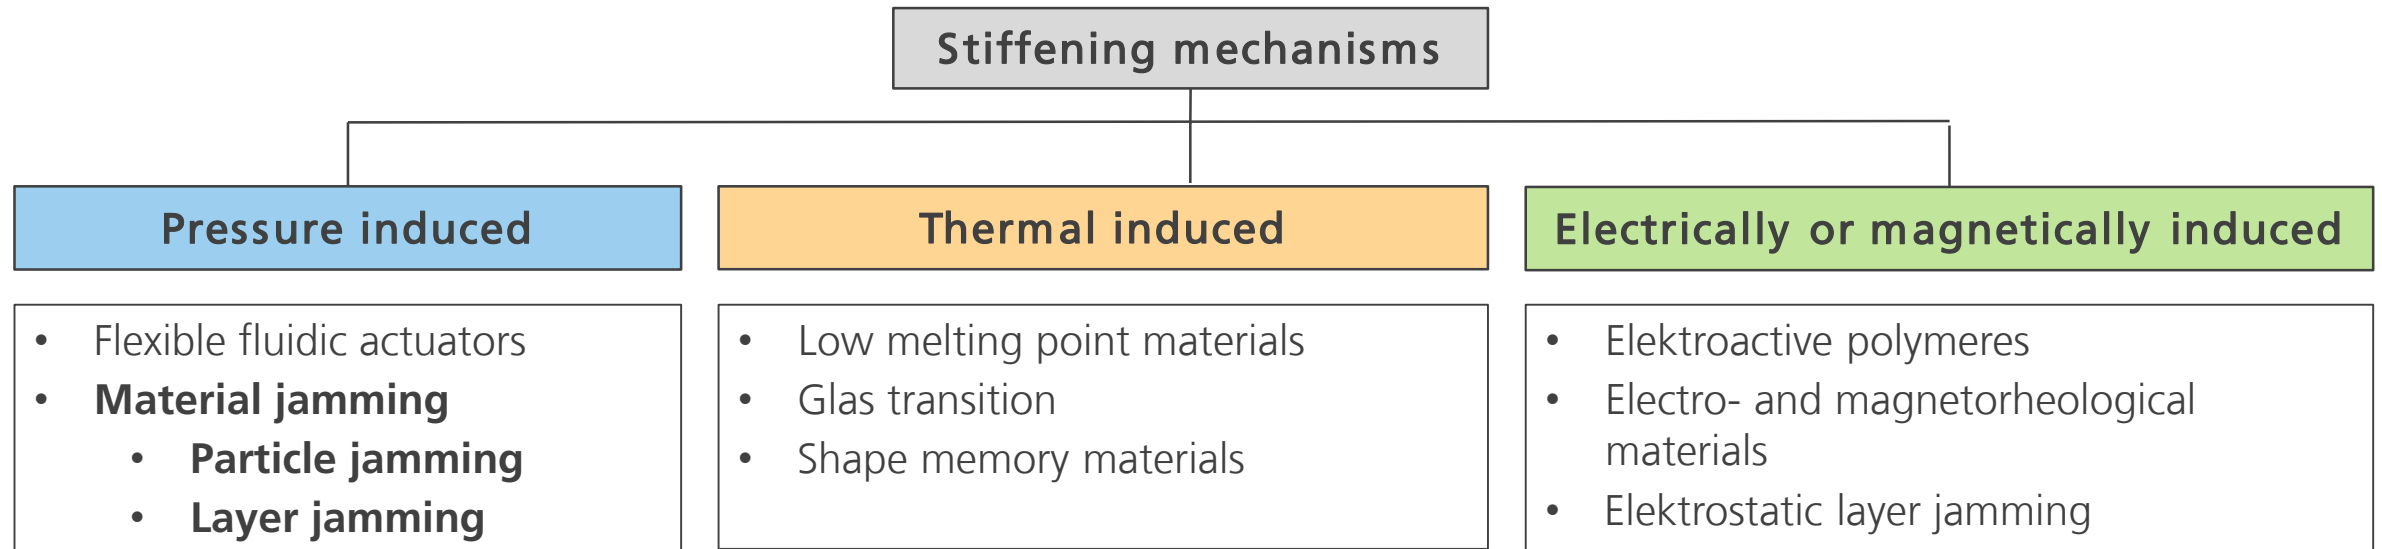 Stiffening mechanisms
Pressure induced
• Flexible fluidic actuators
• Material jamming
• Particle jamming
• Layer jamming
Thermal induced
• Low melting point materials
• Glas transition
• Shape memory materials
Electrically or magnetically induced
• Elektroactive polymeres
• Electro- and magnetorheological
materials
• Elektrostatic layer jamming